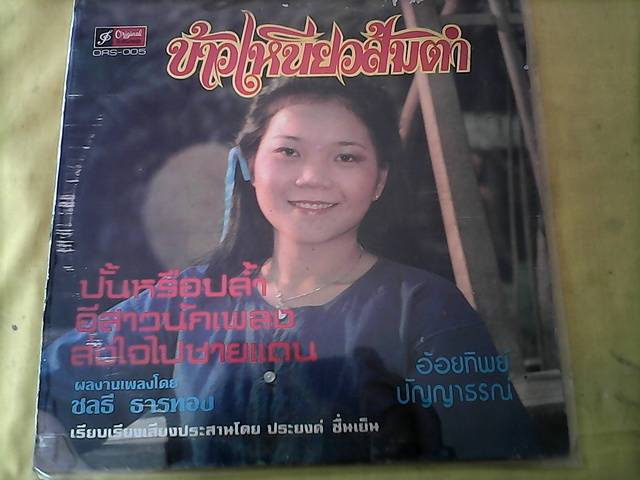 Original
ORS-005
ข้าวเหนียวส้มตำ
ปั้นหรือปล้ำ
อีสาวนักเพลง
ส่งใจไปชายแดน
ผลงานเพลงโดย
ชลธี ธารทอง
เรียบเรียงเสียงประสานโดย ประยงค์ ชื่นเย็น
อ้อยทิพย์
ปัญญาธรณ์